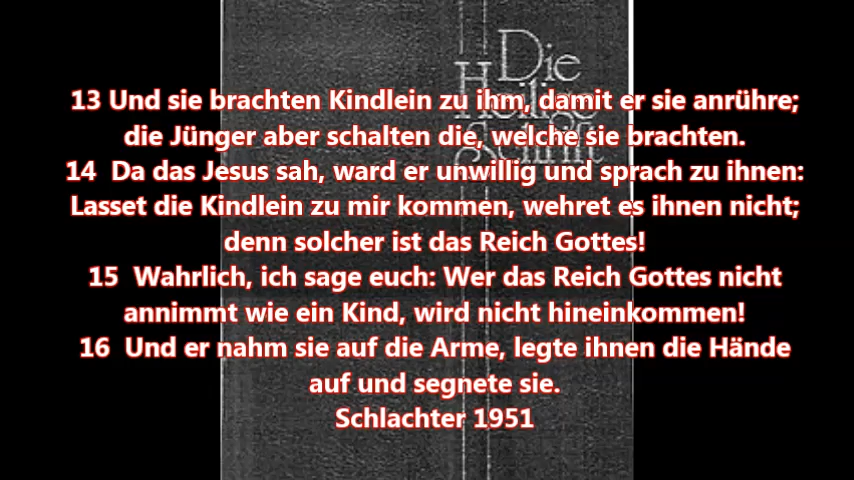 Die
Heilige
Schrift
13 Und sie brachten Kindlein zu ihm, damit er sie anrühre;
die Jünger aber schalten die, welche sie brachten.
14 Da das Jesus sah, ward er unwillig und sprach zu ihnen:
Lasset die Kindlein zu mir kommen, wehret es ihnen nicht;
denn solcher ist das Reich Gottes!
15 Wahrlich, ich sage euch: Wer das Reich Gottes nicht
annimmt wie ein Kind, wird nicht hineinkommen!
16 Und er nahm sie auf die Arme, legte ihnen die Hände
auf und segnete sie.
Schlachter 1951